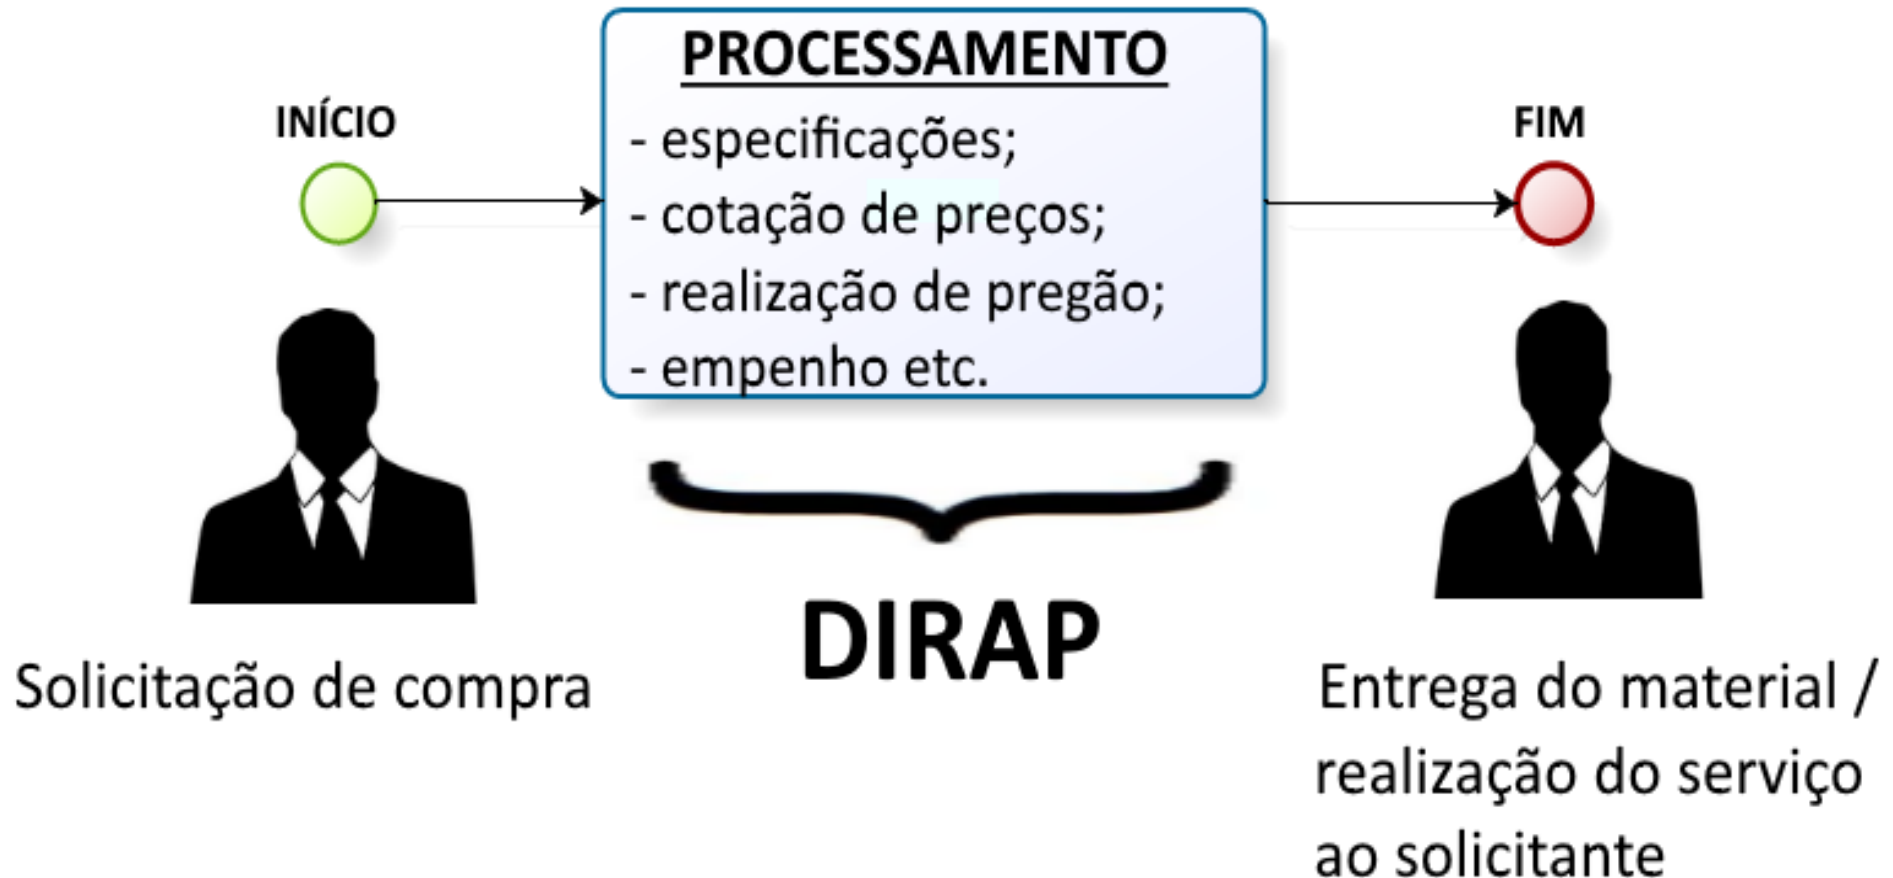 PROCESSAMENTO
- especificações;
- cotação de preços;
- realização de pregão;
- empenho etc.
INÍCIO
FIM
DIRAP
Solicitação de compra
Entrega do material /
realização do serviço
ao solicitante